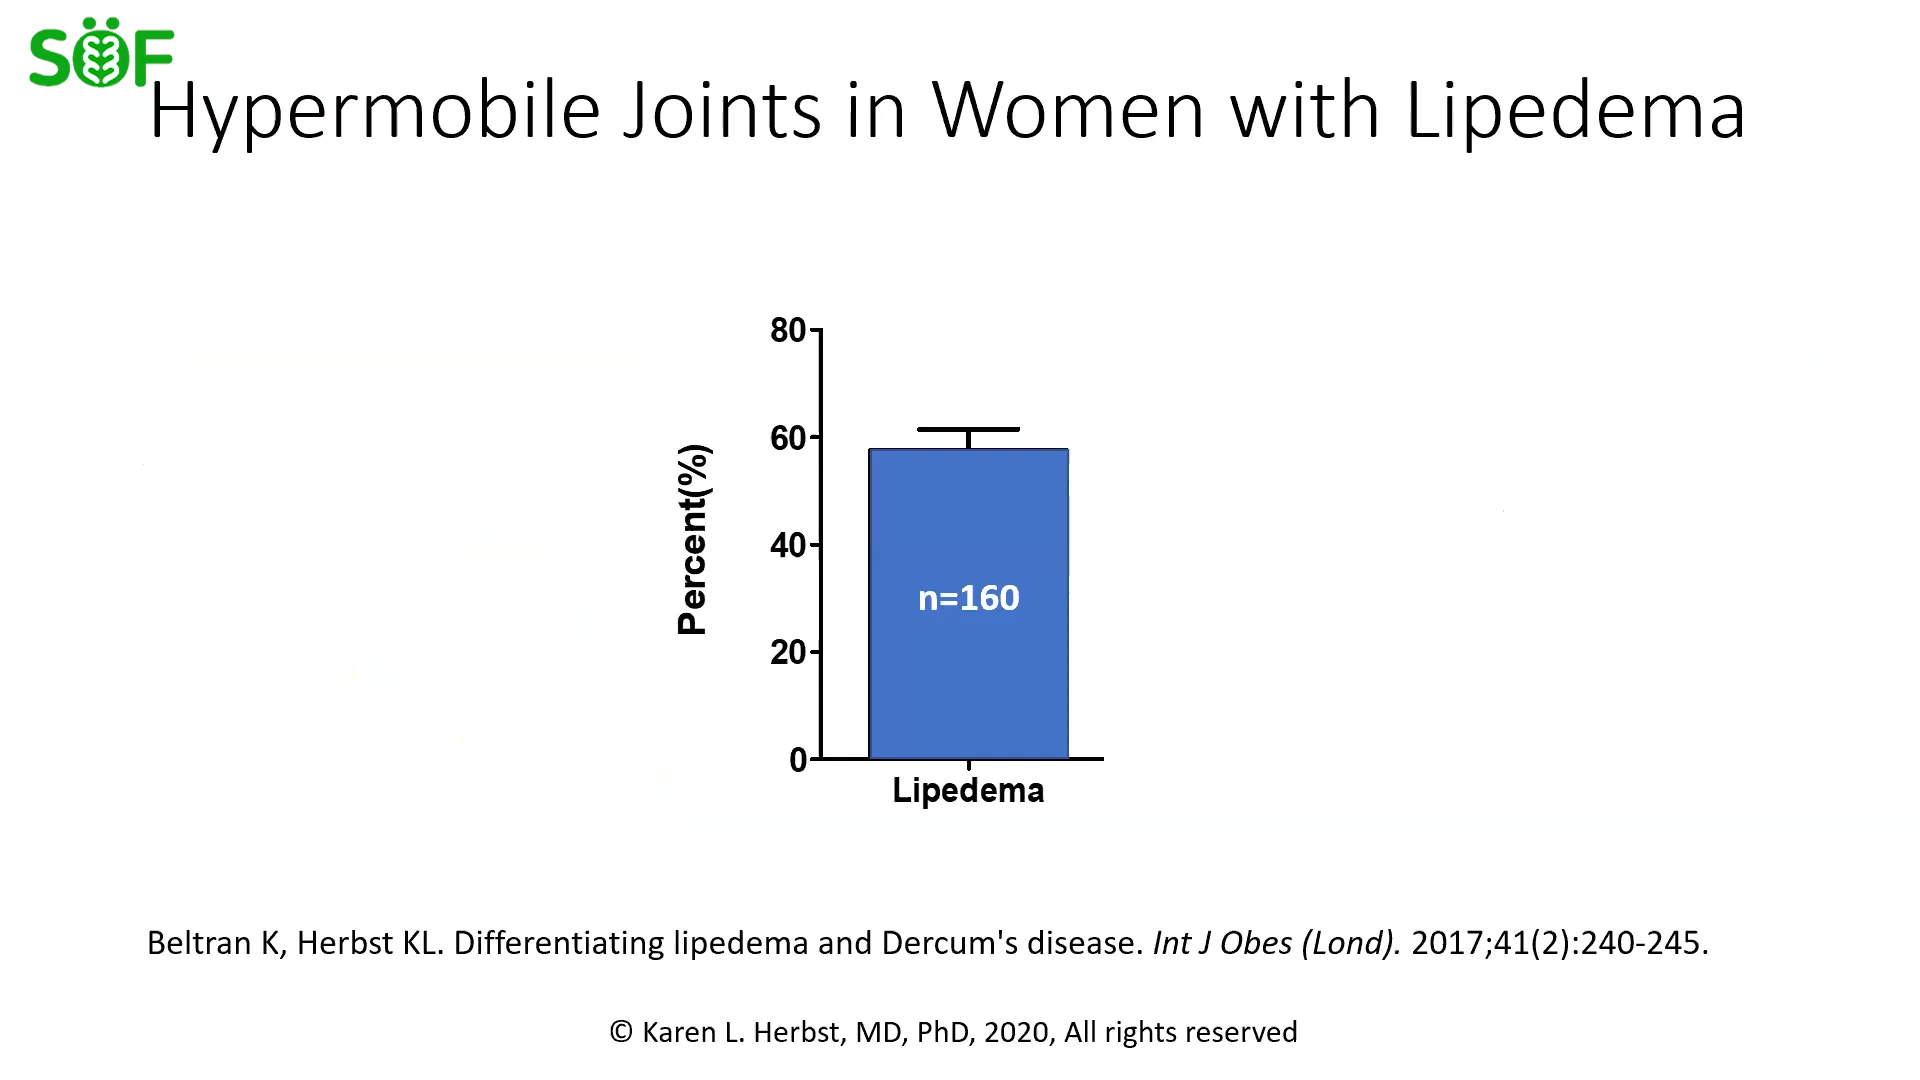 SÖF
Hypermobile Joints in Women with Lipedema
80
60
40
20
0
Percent(%)
n=160
Lipedema
Beltran K, Herbst KL. Differentiating lipedema and Dercum's disease. Int J Obes (Lond). 2017;41(2):240-245.
© Karen L. Herbst, MD, PhD, 2020, All rights reserved